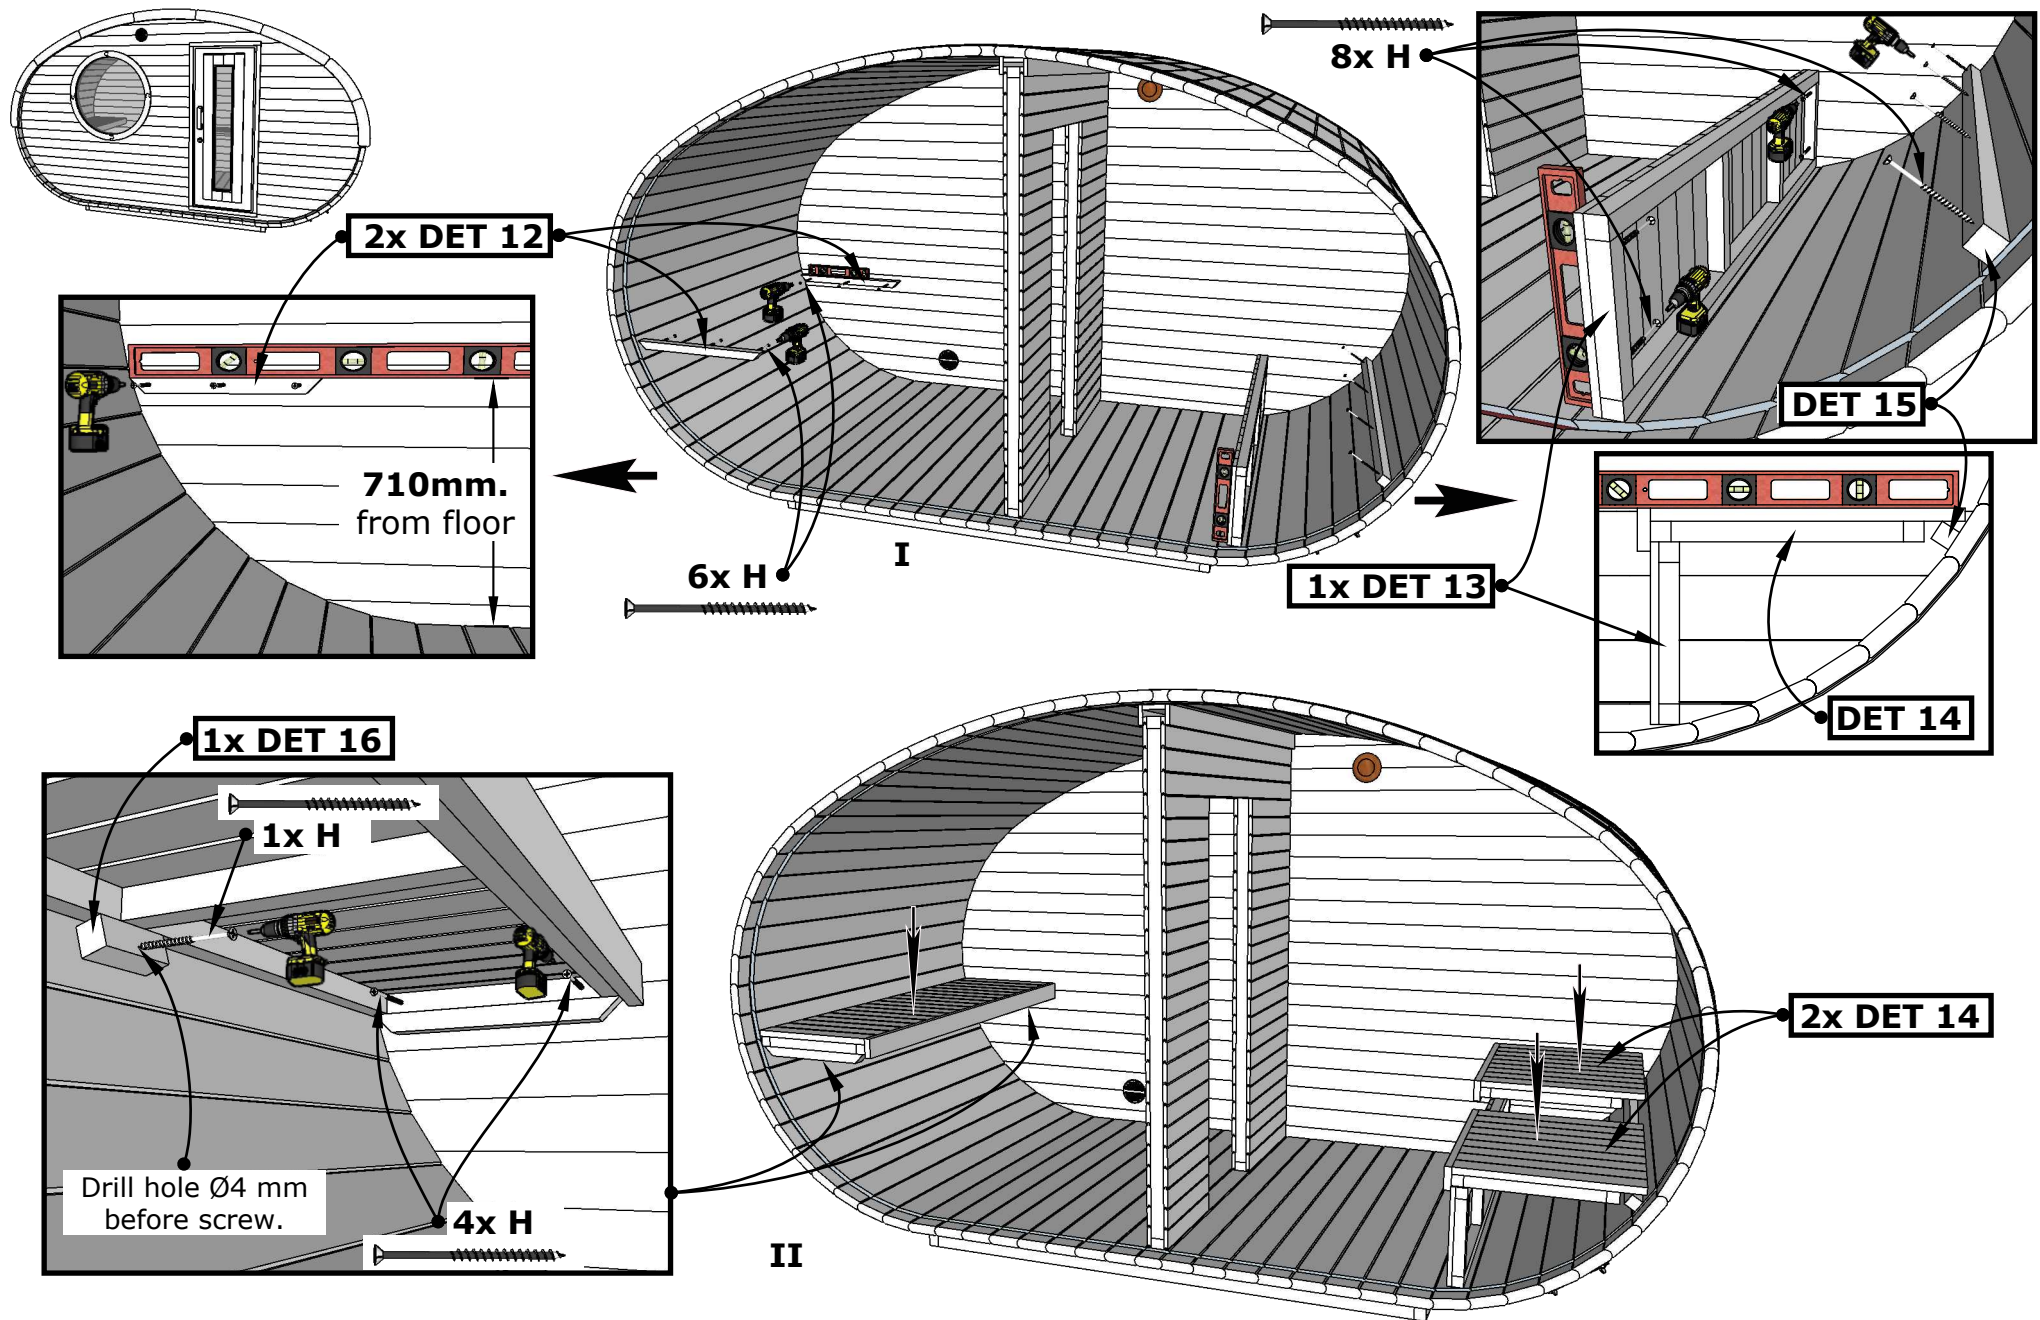 8x H
2x DET 12
710mm.
from floor
6x H
I
DET 15
1x DET 13
DET 14
1x DET 16
1x H
Drill hole Ø4 mm
before screw.
4x H
II
2x DET 14